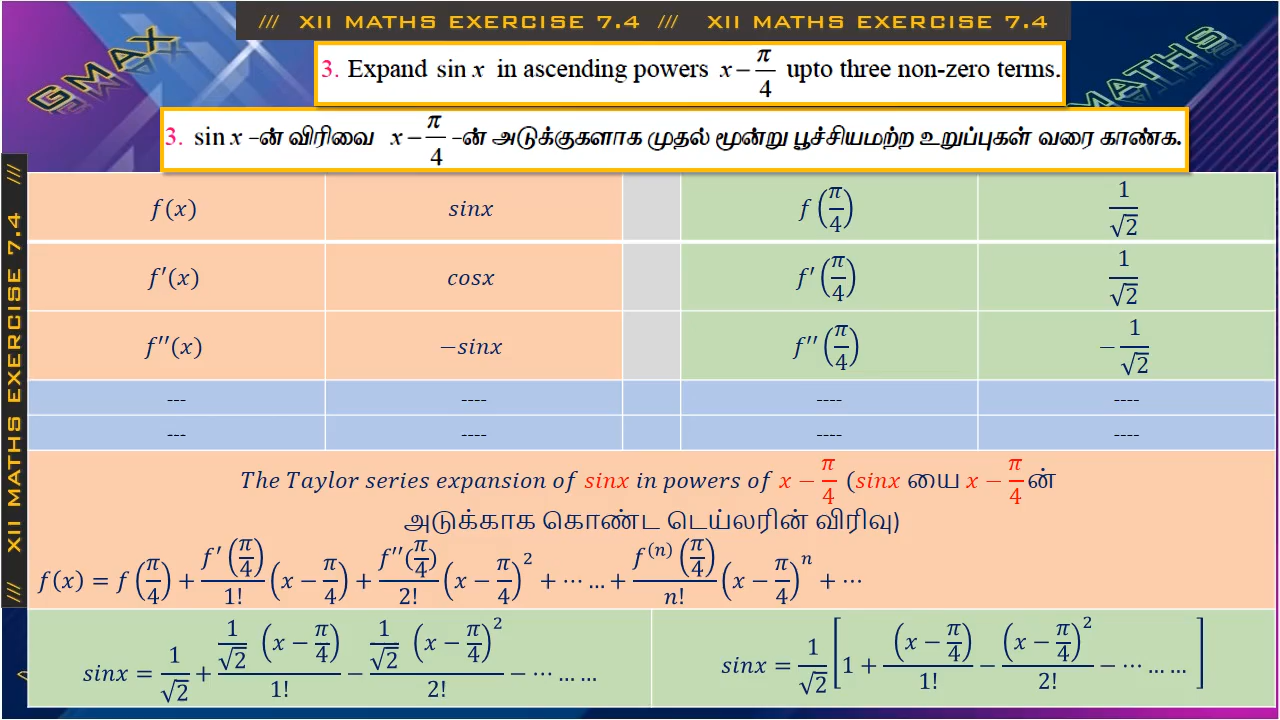 /// XII MATHS EXERCISE 7.4 /// XII MATHS EXERCISE 7.4
GMAX
MATHS
3. Expand sin x in ascending powers x − π/4 upto three non-zero terms.
3. sin x -ன் விரிவை x − π/4 -ன் அடுக்குகளாக முதல் மூன்று பூச்சியமற்ற உறுப்புகள் வரை காண்க.
/// XII MATHS EXERCISE 7.4 ///
f(x) sinx f(π/4) 1/√2
f′(x) cosx f′(π/4) 1/√2
f′′(x) −sinx f′′(π/4) −1/√2
--- ---- ---- ----
--- ---- ---- ----
The Taylor series expansion of sinx in powers of x − π/4 (sinx யை x − π/4 ன்
அடுக்காக கொண்ட டெய்லரின் விரிவு)
f(x) = f(π/4) + f′(π/4)/1! (x − π/4) + f′′(π/4)/2! (x − π/4)² + ⋯ … + f⁽ⁿ⁾(π/4)/n! (x − π/4)ⁿ + ⋯
sinx = 1/√2 + 1/√2 (x − π/4)/1! − 1/√2 (x − π/4)²/2! − ⋯ … …
sinx = 1/√2 [1 + (x − π/4)/1! − (x − π/4)²/2! − ⋯ … … ]